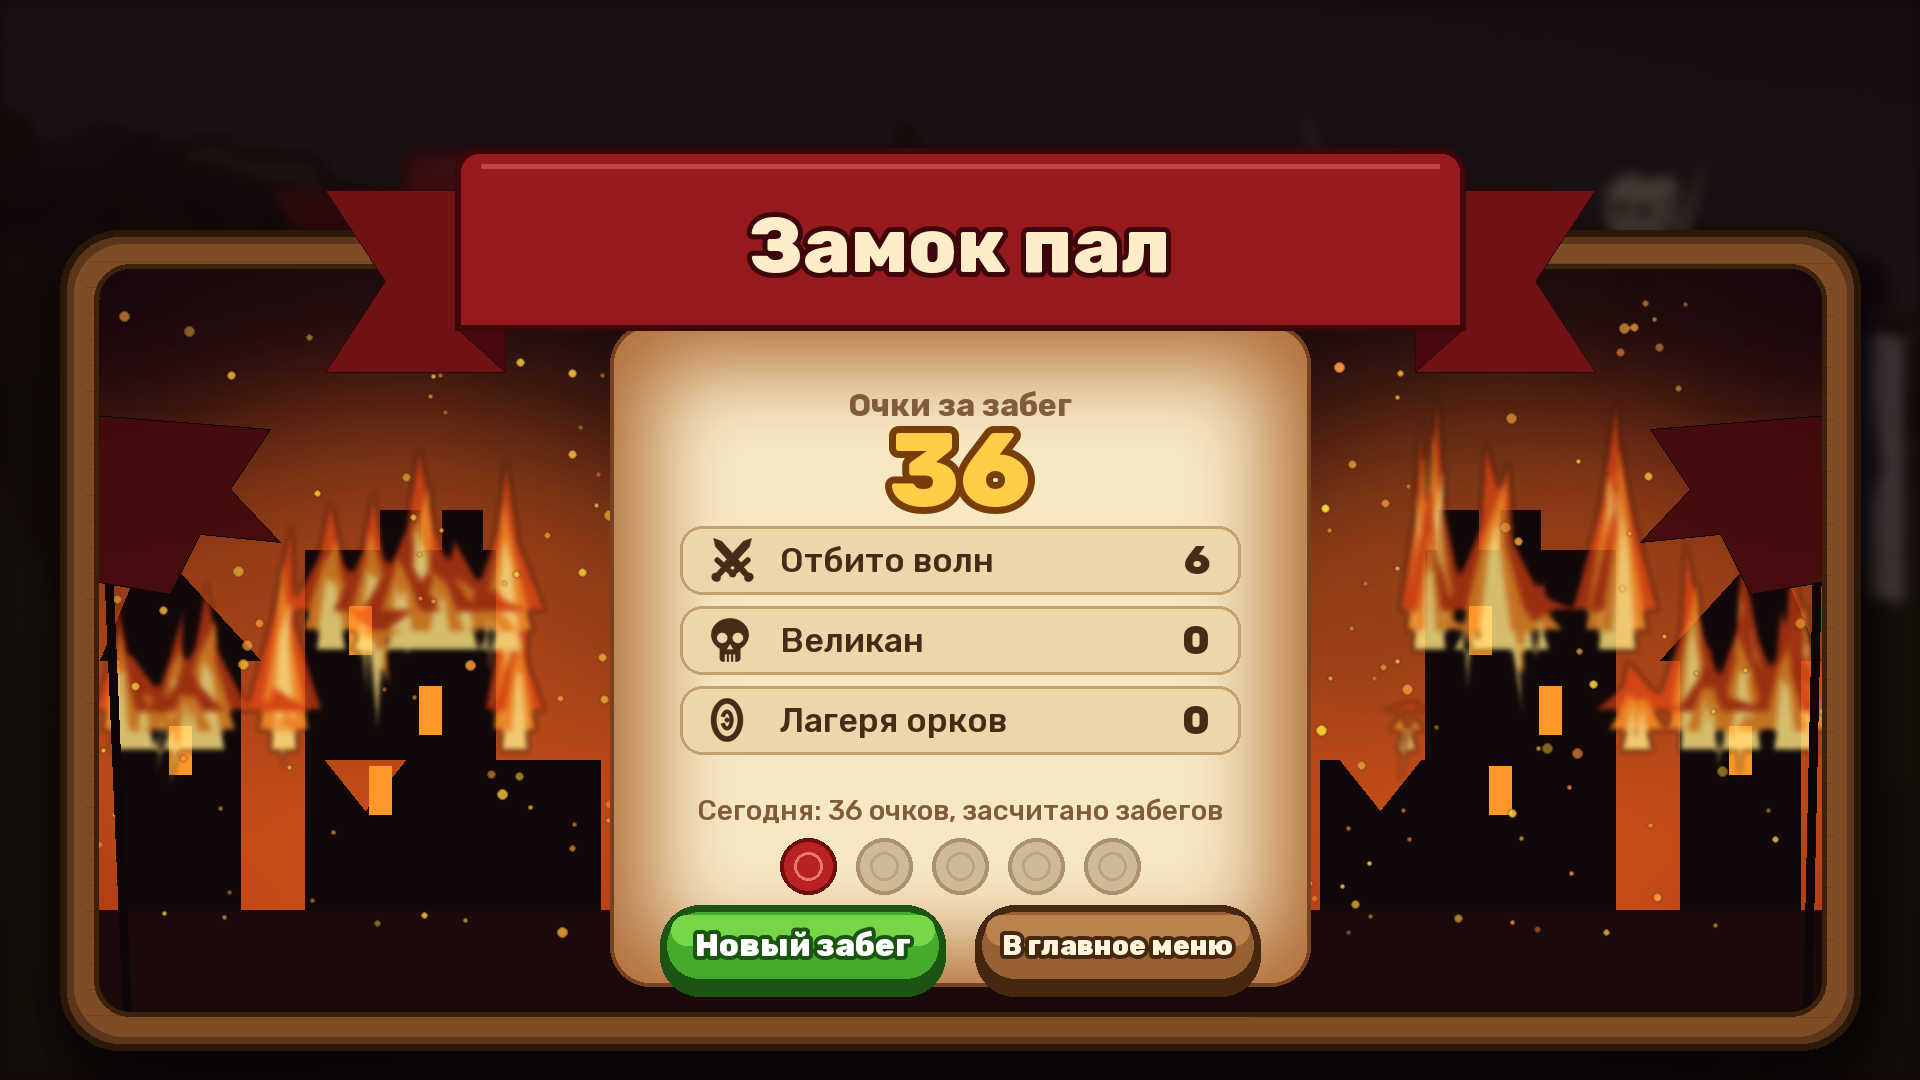 Замок пал
Очки за забег
36
Отбито волн 6
Великан 0
Лагеря орков 0
Сегодня: 36 очков, засчитано забегов
Новый забег
В главное меню